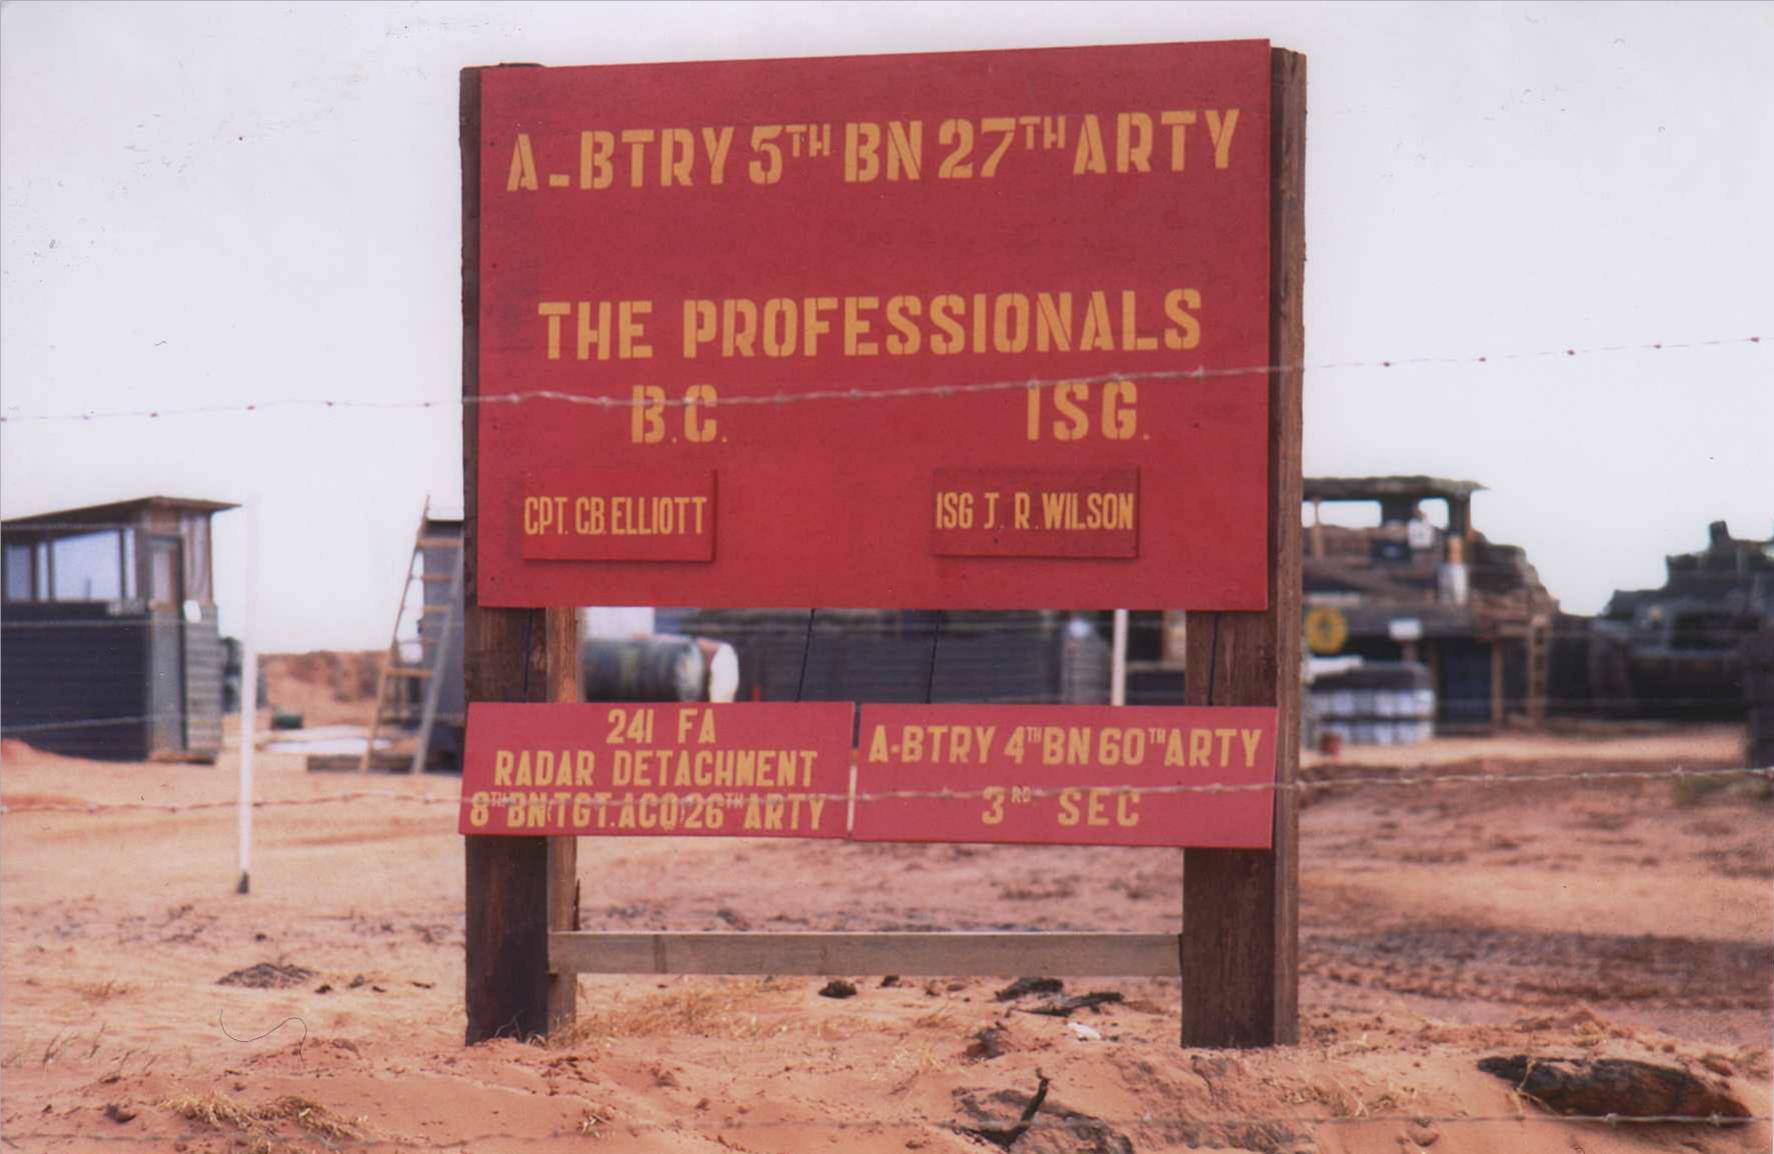 A-BTRY 5TH BN 27TH ARTY
THE PROFESSIONALS
B.C. 1SG.
CPT. C.B. ELLIOTT 1SG J. R. WILSON
241 FA
RADAR DETACHMENT
8TH BN(TGT.ACQ)26TH ARTY
A-BTRY 4TH BN 60TH ARTY
3RD SEC